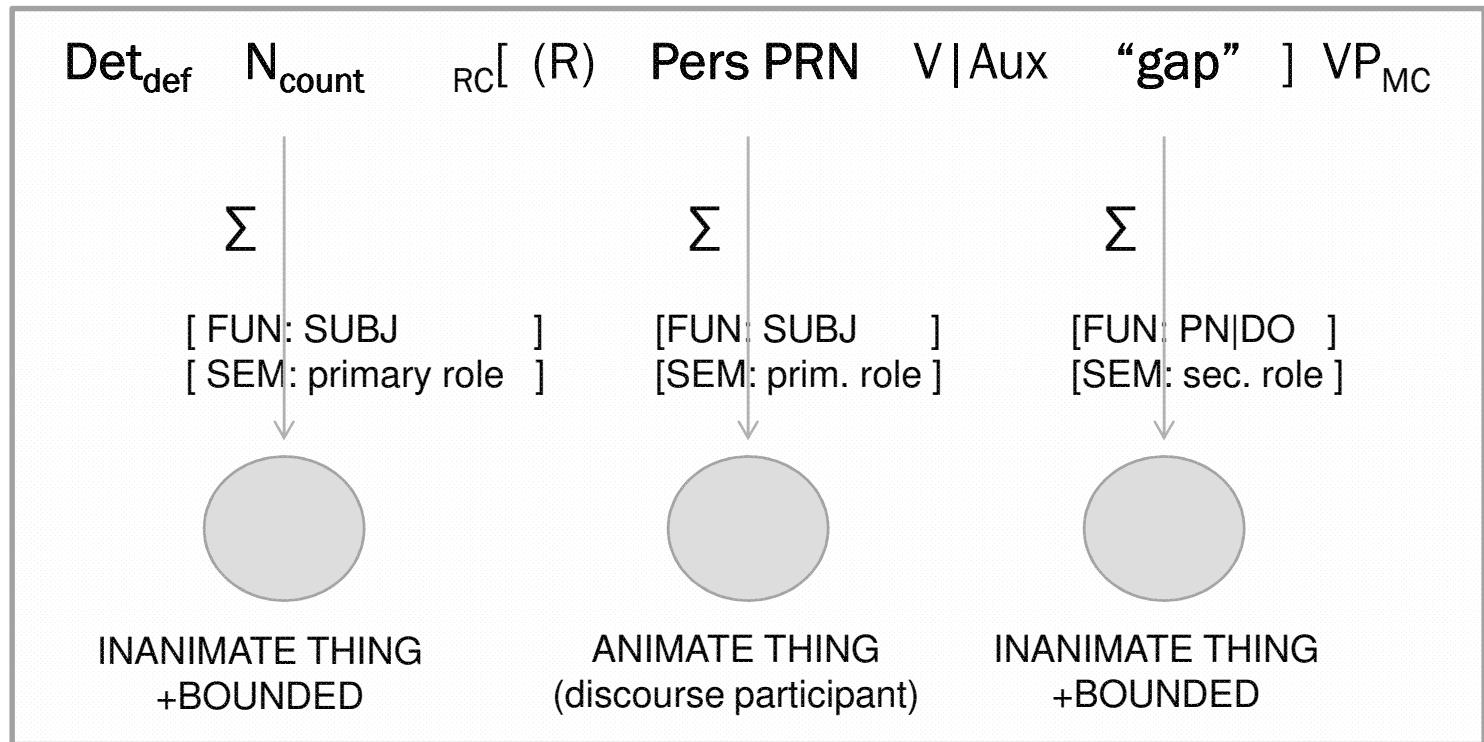 Det_def N_count RC[ (R) Pers PRN V|Aux “gap” ] VP_MC
Σ Σ Σ
[ FUN: SUBJ ] [FUN: SUBJ ] [FUN: PN|DO ]
[ SEM: primary role ] [SEM: prim. role ] [SEM: sec. role ]
INANIMATE THING ANIMATE THING INANIMATE THING
+BOUNDED (discourse participant) +BOUNDED